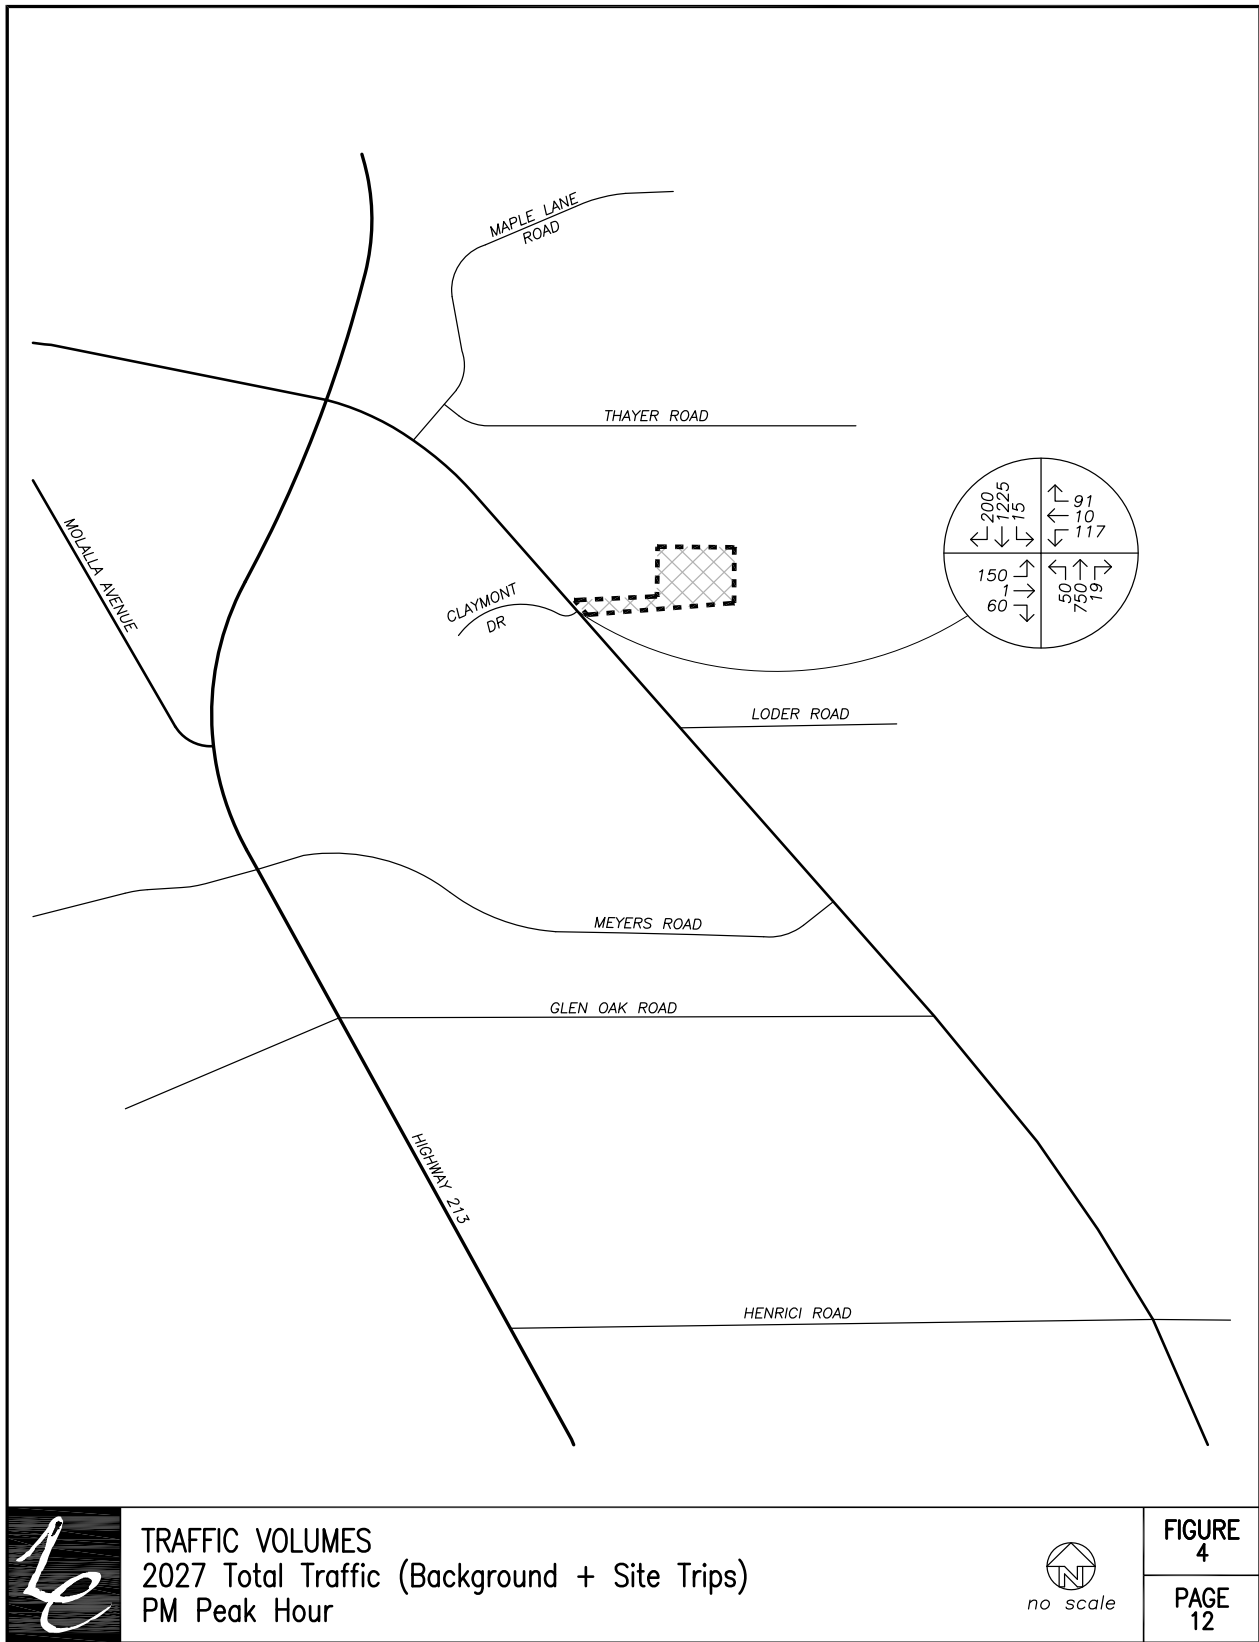 MAPLE LANE
ROAD
THAYER ROAD
MOLALLA AVENUE
CLAYMONT
DR
200
1225
15
91
10
117
150
1
60
50
750
19
LODER ROAD
MEYERS ROAD
GLEN OAK ROAD
HIGHWAY 213
HENRICI ROAD
TRAFFIC VOLUMES
2027 Total Traffic (Background + Site Trips)
PM Peak Hour
N
no scale
FIGURE
4
PAGE
12